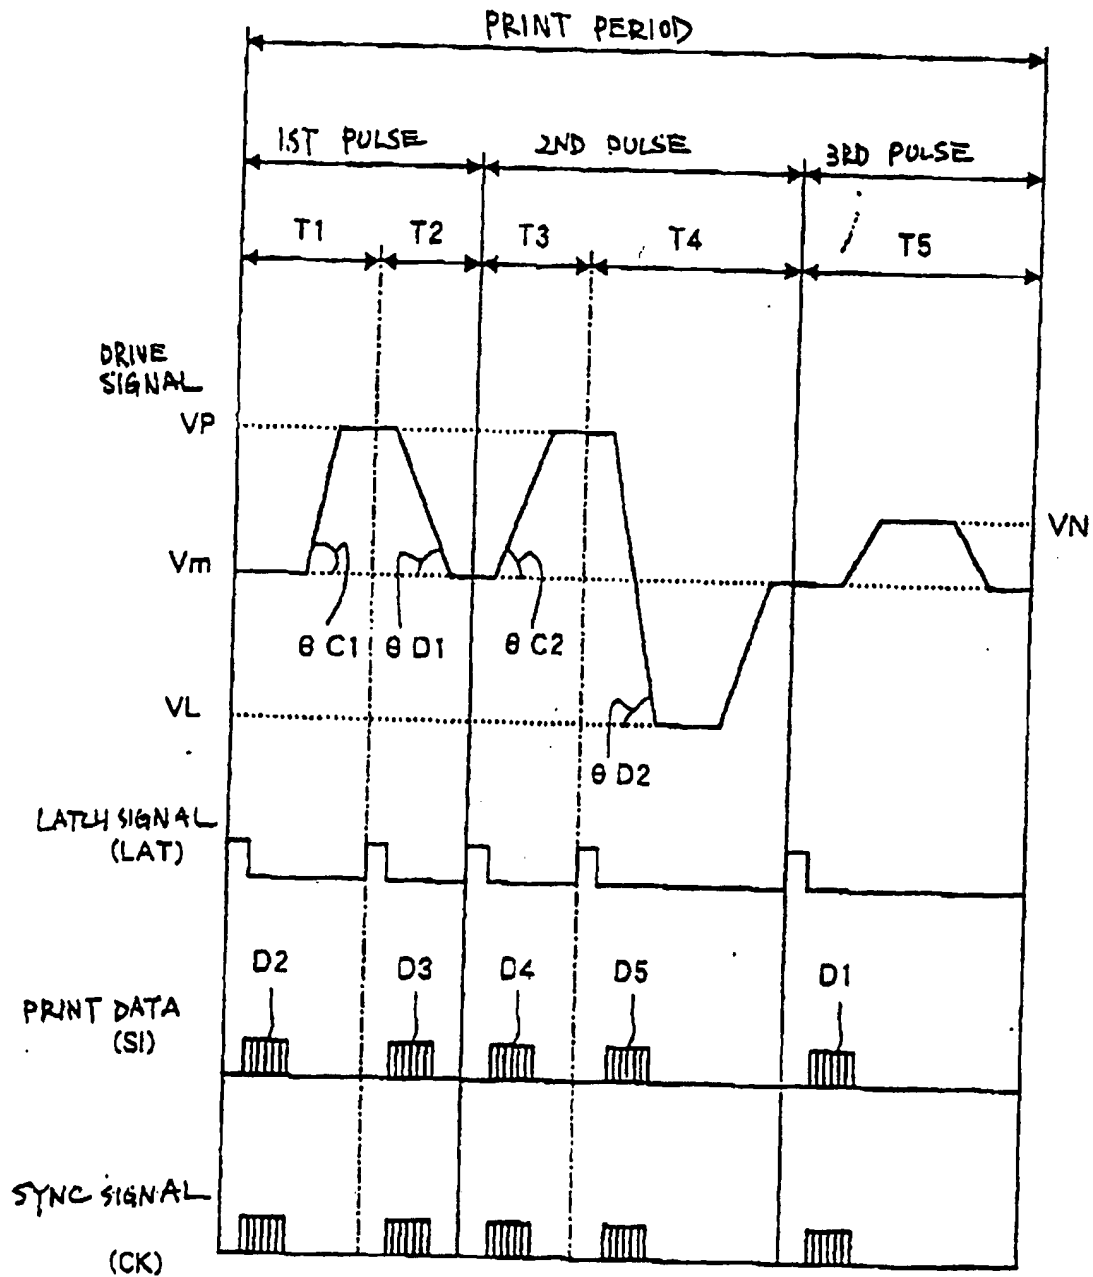 PRINT PERIOD
1ST PULSE 2ND PULSE 3RD PULSE
T1 T2 T3 T4 T5
DRIVE
SIGNAL
VP
VN
Vm
θ C1 θ D1 θ C2
VL
θ D2
LATCH SIGNAL
(LAT)
D2 D3 D4 D5 D1
PRINT DATA
(SI)
SYNC SIGNAL
(CK)